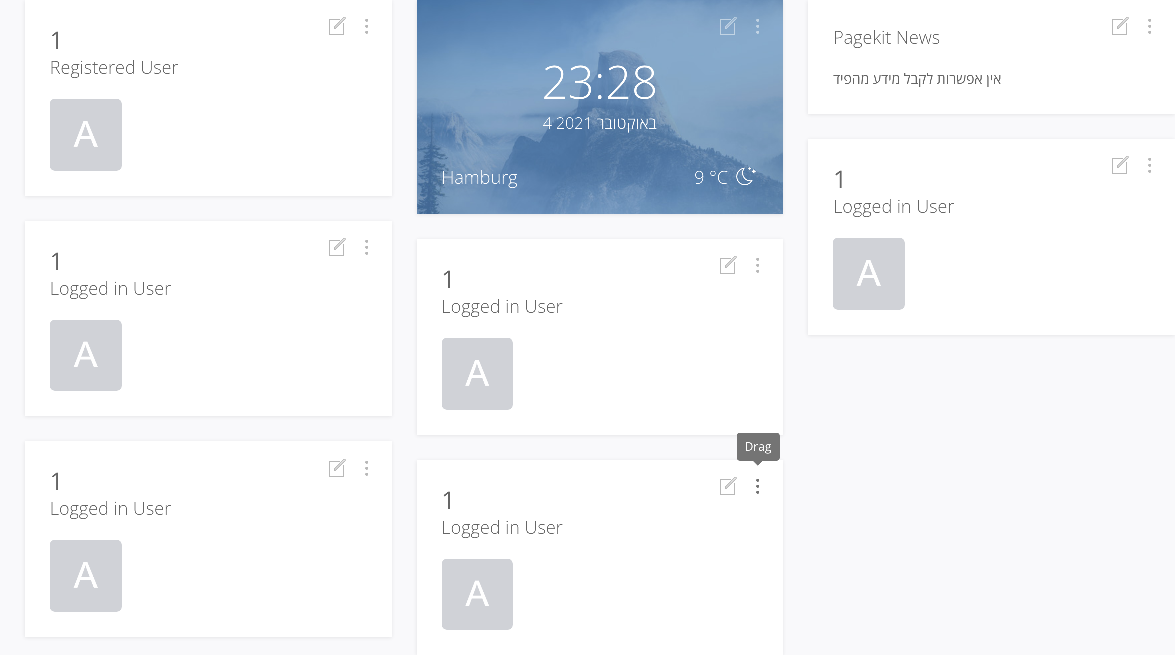 1
Registered User
A
1
Logged in User
A
1
Logged in User
A
23:28
4 באוקטובר 2021
Hamburg
9 °C
1
Logged in User
A
Drag
1
Logged in User
A
Pagekit News
אין אפשרות לקבל מידע מהפיד
1
Logged in User
A